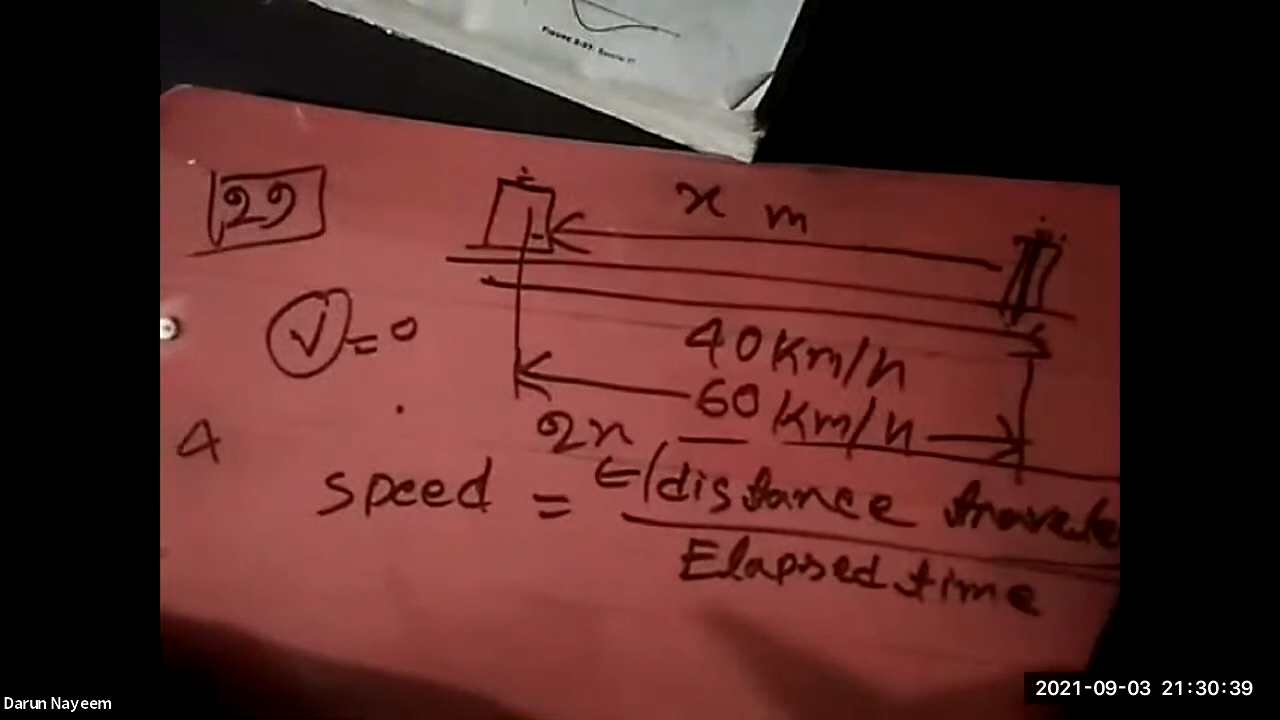 29
x m
V = 0
40 Km/h
60 Km/h
2x
speed = distance
Elapsed time
Darun Nayeem
2021-09-03 21:30:39